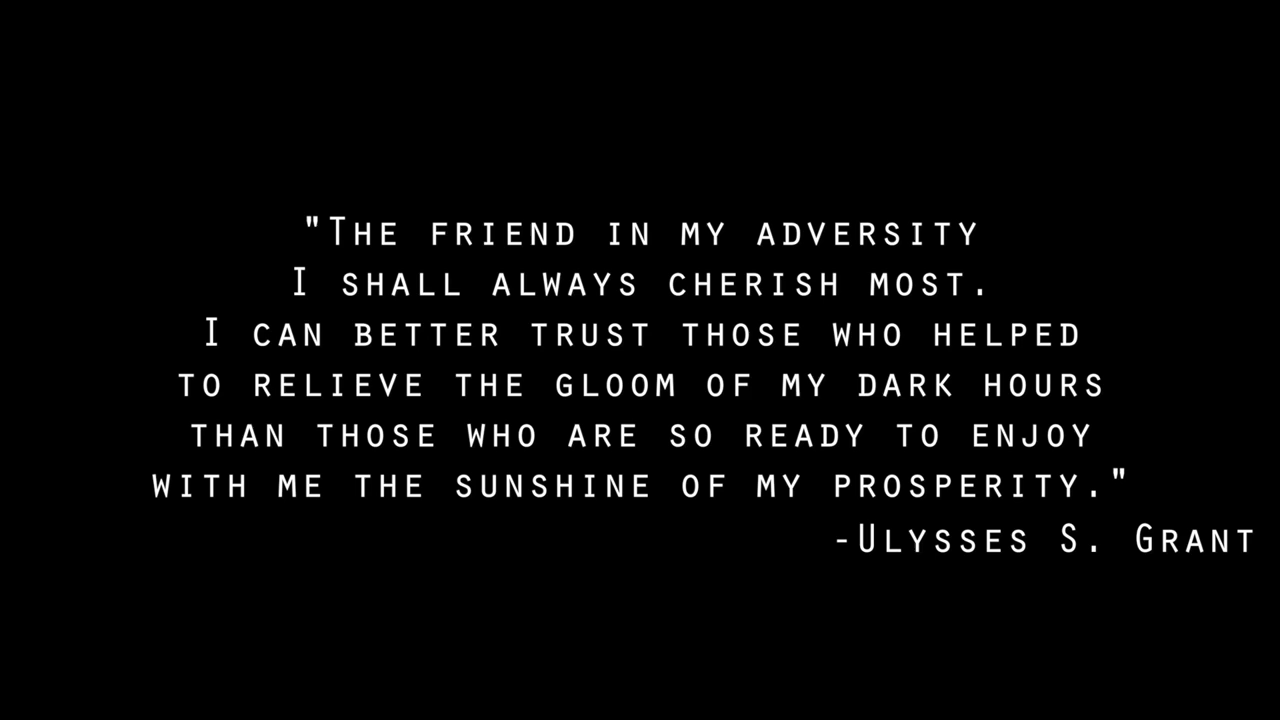 "The friend in my adversity
I shall always cherish most.
I can better trust those who helped
to relieve the gloom of my dark hours
than those who are so ready to enjoy
with me the sunshine of my prosperity."
-Ulysses S. Grant